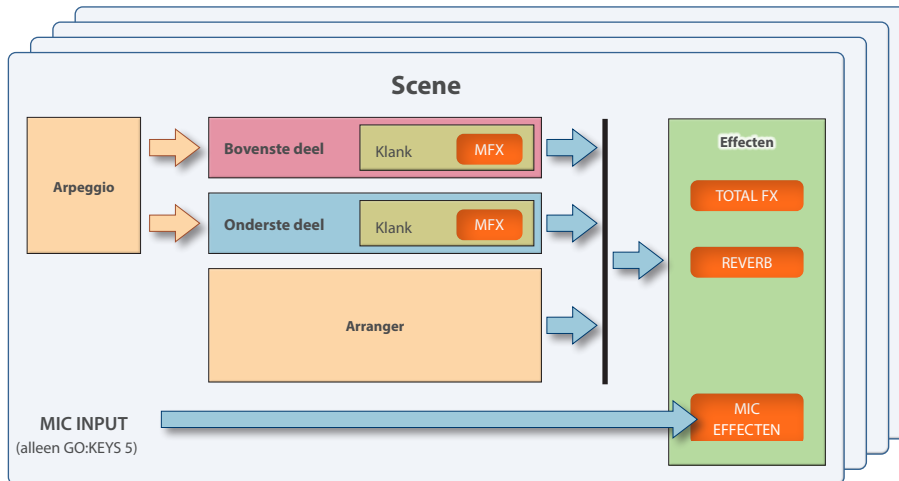 Scene
Arpeggio
Bovenste deel
Klank
MFX
Onderste deel
Klank
MFX
Arranger
MIC INPUT
(alleen GO:KEYS 5)
Effecten
TOTAL FX
REVERB
MIC
EFFECTEN